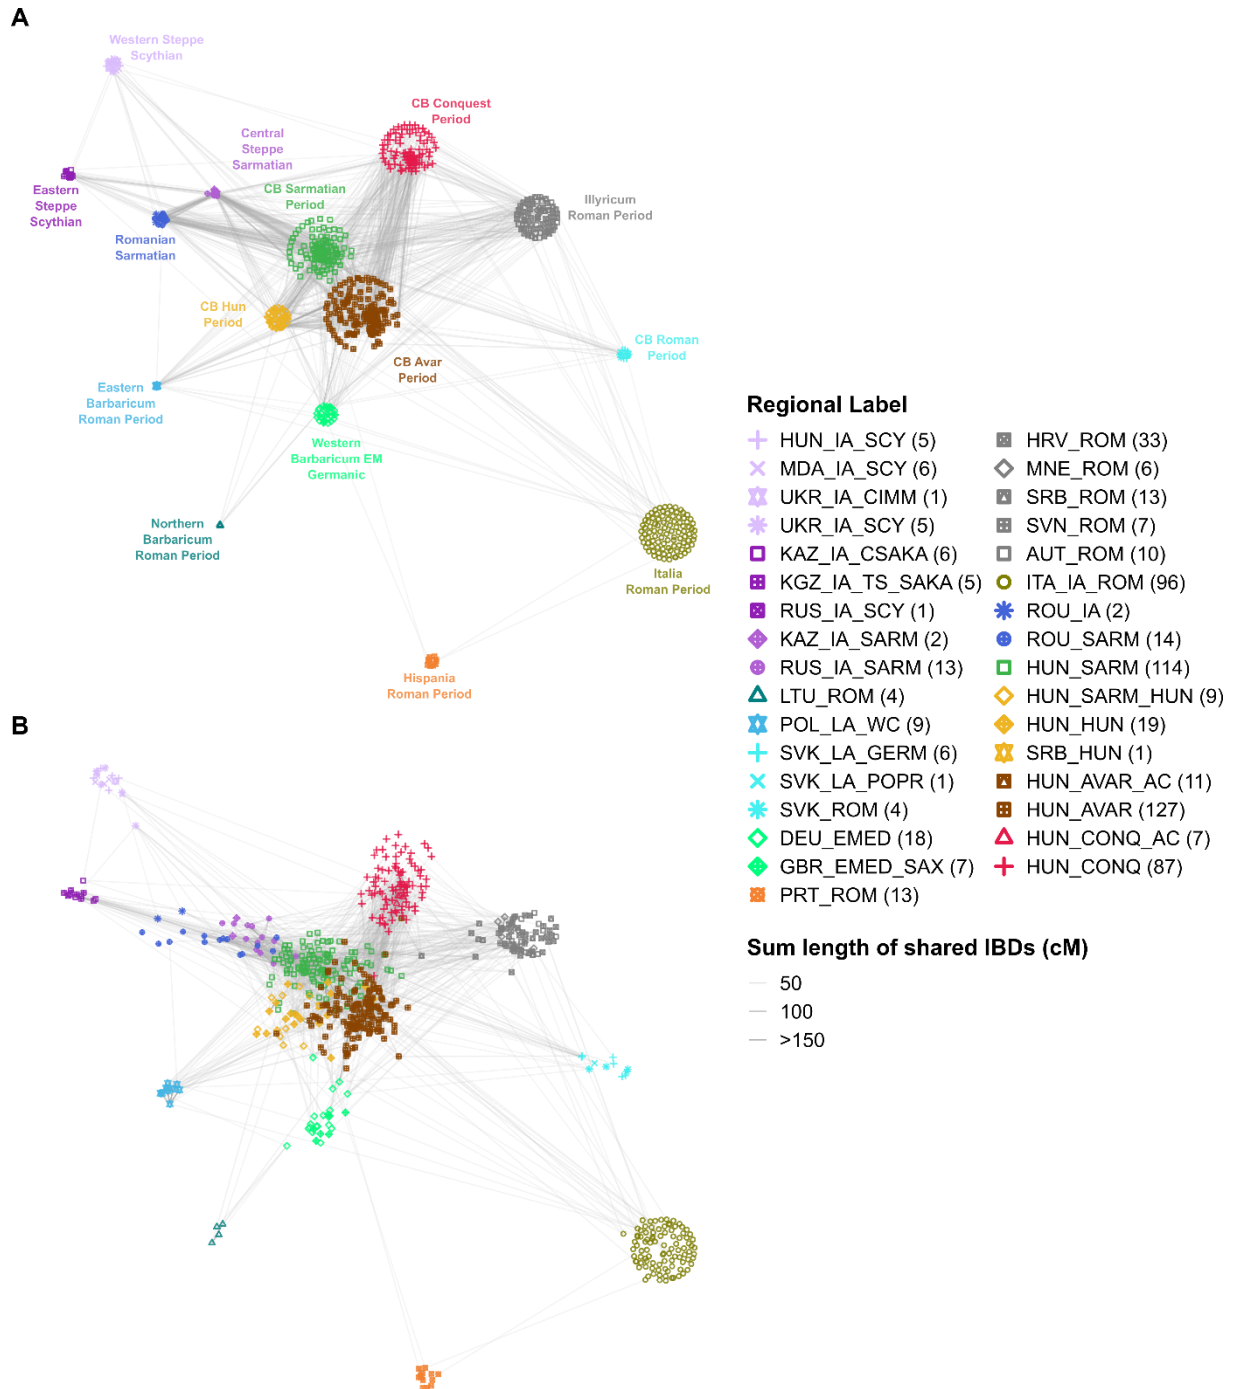 A
Western Steppe
Scythian
CB Conquest
Period
Central
Steppe
Sarmatian
CB Sarmatian
Period
Eastern
Steppe
Scythian
Illyricum
Roman Period
Romanian
Sarmatian
CB Hun
Period
CB Roman
Period
CB Avar
Period
Eastern
Barbaricum
Roman Period
Western
Barbaricum EM
Germanic
Northern
Barbaricum
Roman Period
Italia
Roman Period
Hispania
Roman Period
B
Regional Label
HUN_IA_SCY (5)
MDA_IA_SCY (6)
UKR_IA_CIMM (1)
UKR_IA_SCY (5)
KAZ_IA_CSAKA (6)
KGZ_IA_TS_SAKA (5)
RUS_IA_SCY (1)
KAZ_IA_SARM (2)
RUS_IA_SARM (13)
LTU_ROM (4)
POL_LA_WC (9)
SVK_LA_GERM (6)
SVK_LA_POPR (1)
SVK_ROM (4)
DEU_EMED (18)
GBR_EMED_SAX (7)
PRT_ROM (13)
HRV_ROM (33)
MNE_ROM (6)
SRB_ROM (13)
SVN_ROM (7)
AUT_ROM (10)
ITA_IA_ROM (96)
ROU_IA (2)
ROU_SARM (14)
HUN_SARM (114)
HUN_SARM_HUN (9)
HUN_HUN (19)
SRB_HUN (1)
HUN_AVAR_AC (11)
HUN_AVAR (127)
HUN_CONQ_AC (7)
HUN_CONQ (87)
Sum length of shared IBDs (cM)
50
100
>150